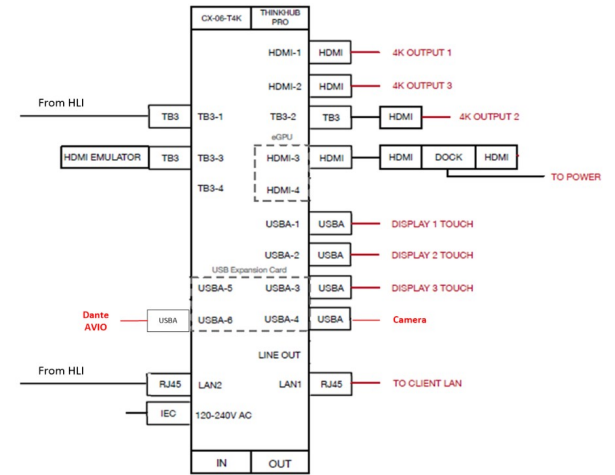 CX-06-T4K THINKHUB PRO
HDMI-1 HDMI 4K OUTPUT 1
HDMI-2 HDMI 4K OUTPUT 3
From HLI
TB3 TB3-1 TB3-2 TB3 HDMI 4K OUTPUT 2
eGPU
HDMI EMULATOR TB3 TB3-3 HDMI-3 HDMI HDMI DOCK HDMI
TO POWER
TB3-4 HDMI-4
USBA-1 USBA DISPLAY 1 TOUCH
USBA-2 USBA DISPLAY 2 TOUCH
USB Expansion Card
USBA-5 USBA-3 USBA DISPLAY 3 TOUCH
Dante AVIO USBA USBA-6 USBA-4 USBA Camera
LINE OUT
From HLI
RJ45 LAN2 LAN1 RJ45 TO CLIENT LAN
IEC 120-240V AC
IN OUT